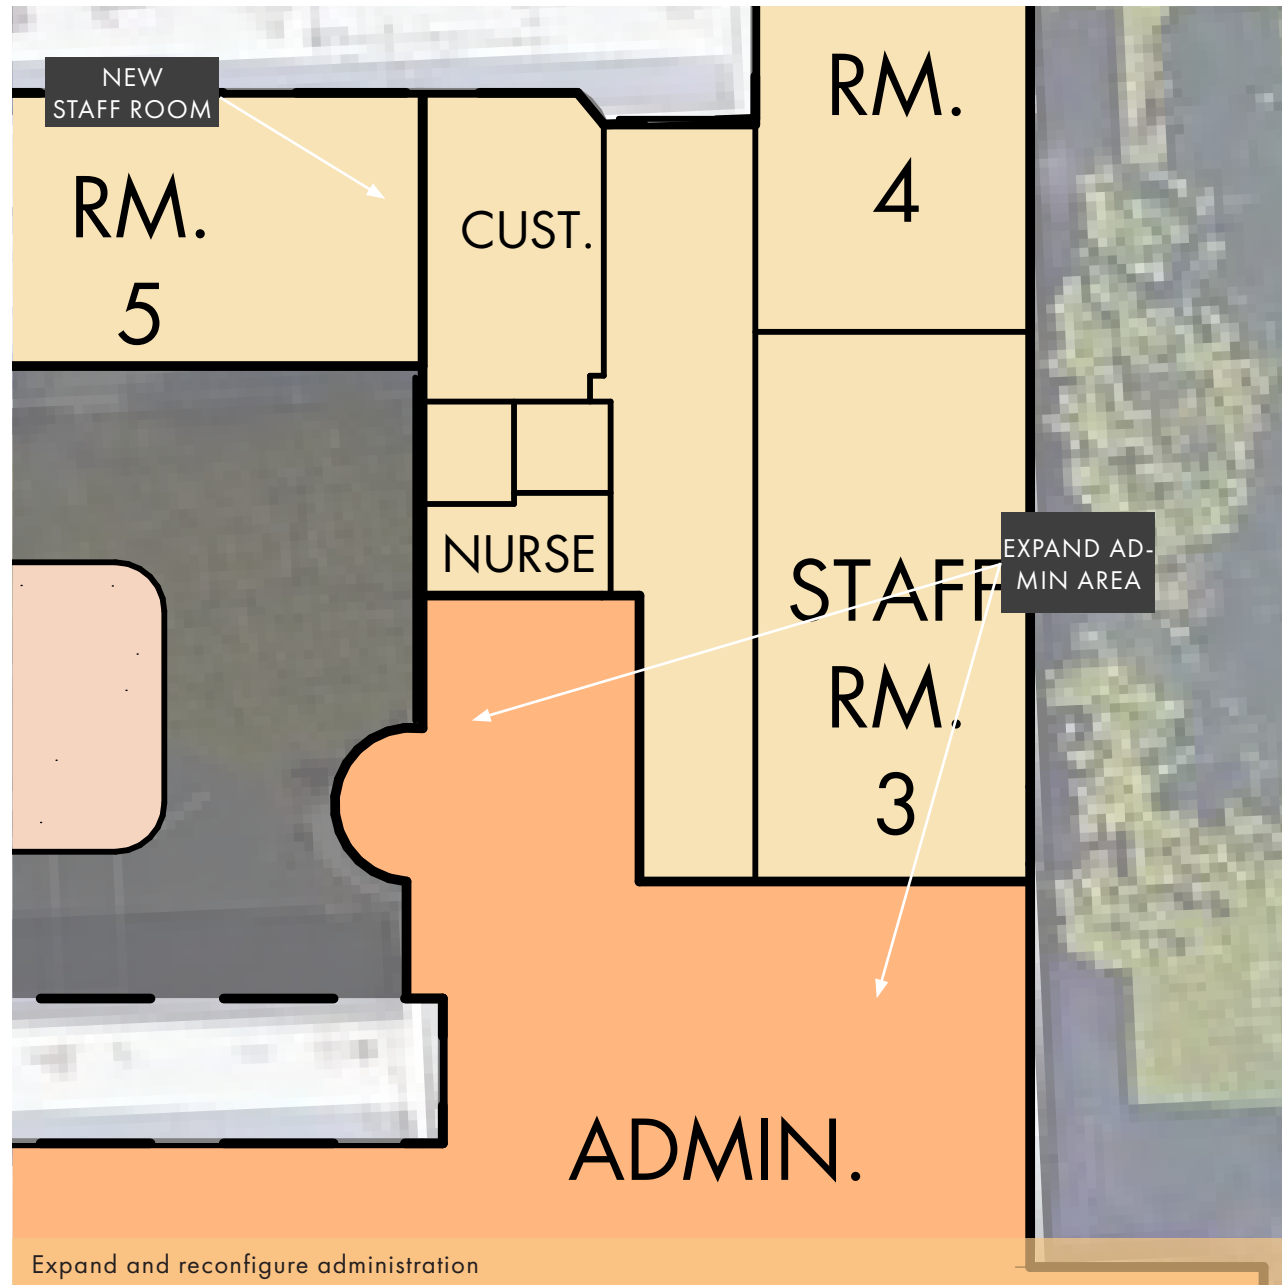 NEW
STAFF ROOM
RM.
5
CUST.
RM.
4
NURSE
STAFF
RM.
3
EXPAND AD-
MIN AREA
ADMIN.
Expand and reconfigure administration